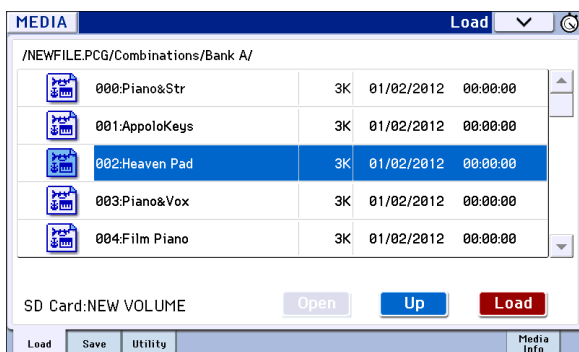 MEDIA Load
/NEWFILE.PCG/Combinations/Bank A/
000:Piano&Str 3K 01/02/2012 00:00:00
001:AppoloKeys 3K 01/02/2012 00:00:00
002:Heaven Pad 3K 01/02/2012 00:00:00
003:Piano&Vox 3K 01/02/2012 00:00:00
004:Film Piano 3K 01/02/2012 00:00:00
SD Card:NEW VOLUME Open Up Load
Load Save Utility Media Info